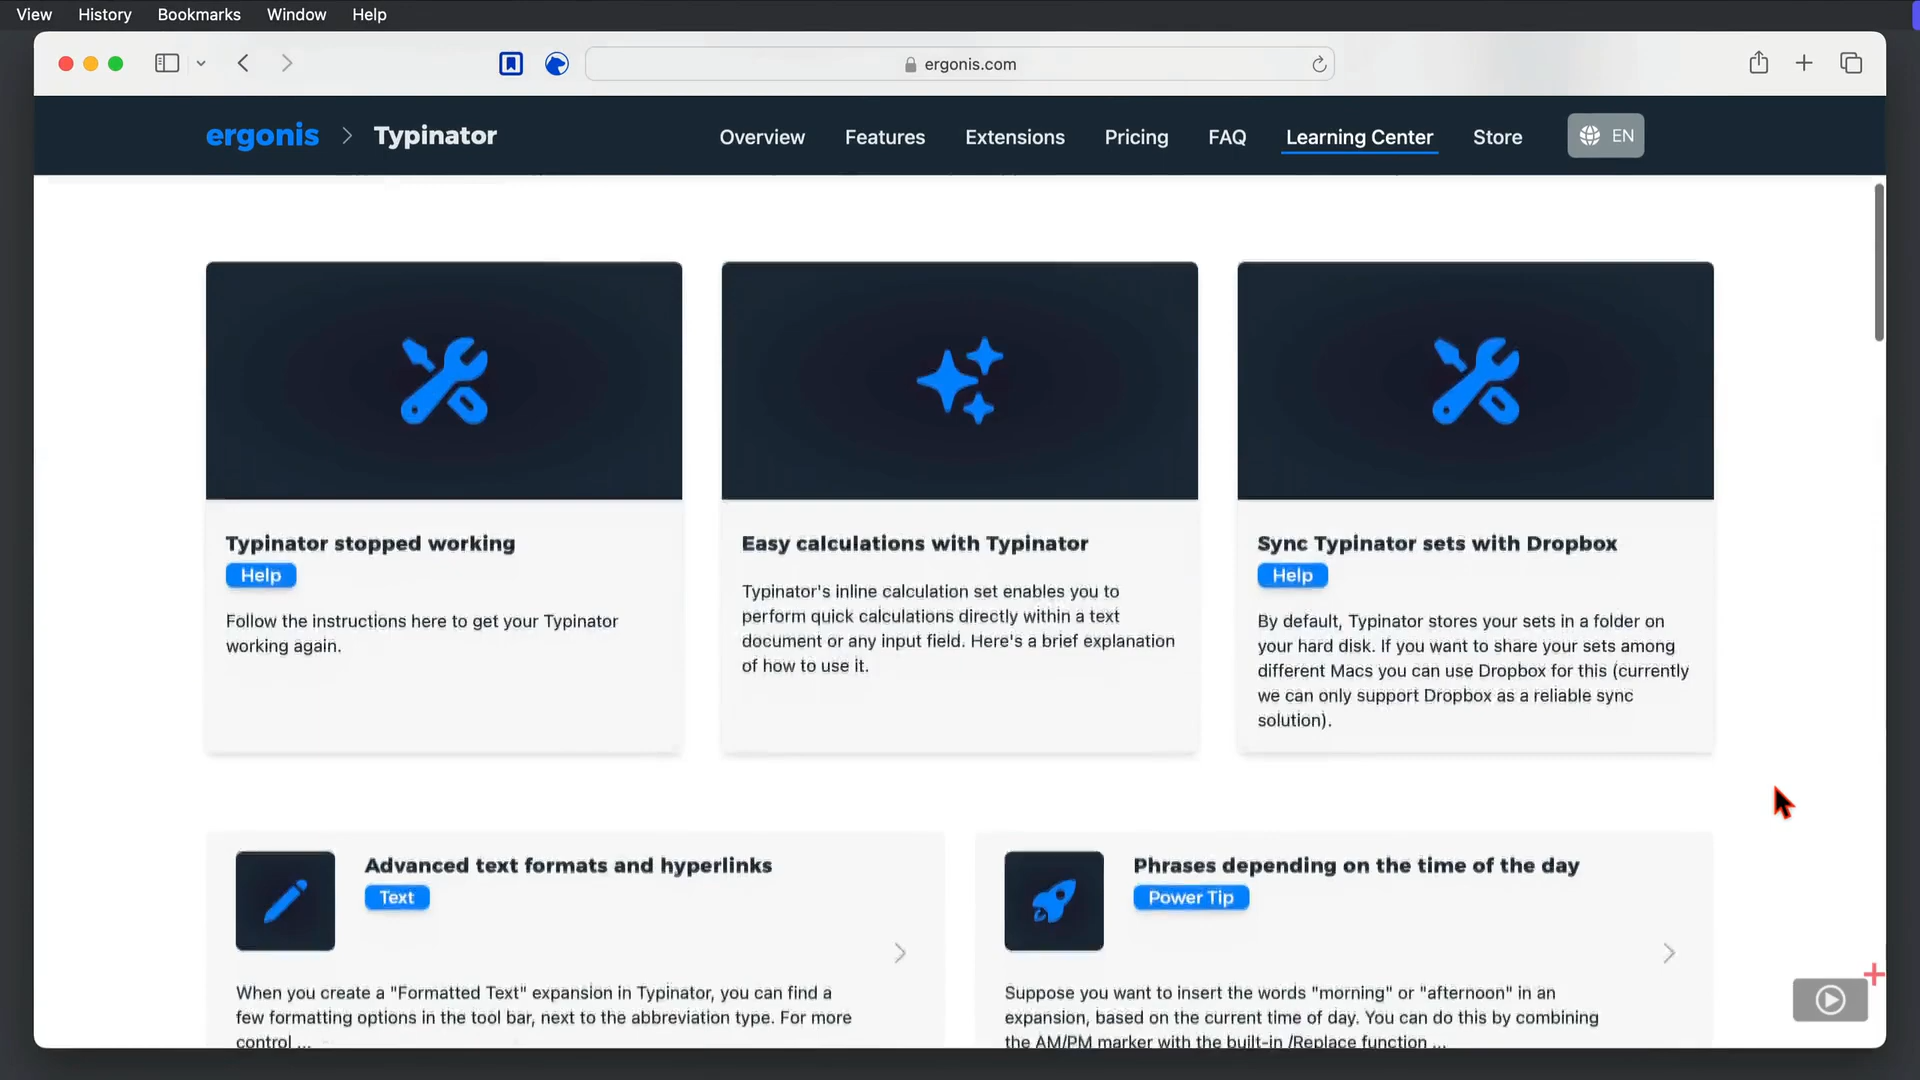 View History Bookmarks Window Help
ergonis.com
ergonis > Typinator Overview Features Extensions Pricing FAQ Learning Center Store EN
Typinator stopped working
Help
Follow the instructions here to get your Typinator
working again.
Easy calculations with Typinator
Typinator's inline calculation set enables you to
perform quick calculations directly within a text
document or any input field. Here's a brief explanation
of how to use it.
Sync Typinator sets with Dropbox
Help
By default, Typinator stores your sets in a folder on
your hard disk. If you want to share your sets among
different Macs you can use Dropbox for this (currently
we can only support Dropbox as a reliable sync
solution).
Advanced text formats and hyperlinks
Text
When you create a "Formatted Text" expansion in Typinator, you can find a
few formatting options in the tool bar, next to the abbreviation type. For more
control ...
Phrases depending on the time of the day
Power Tip
Suppose you want to insert the words "morning" or "afternoon" in an
expansion, based on the current time of day. You can do this by combining
the AM/PM marker with the built-in /Replace function ...